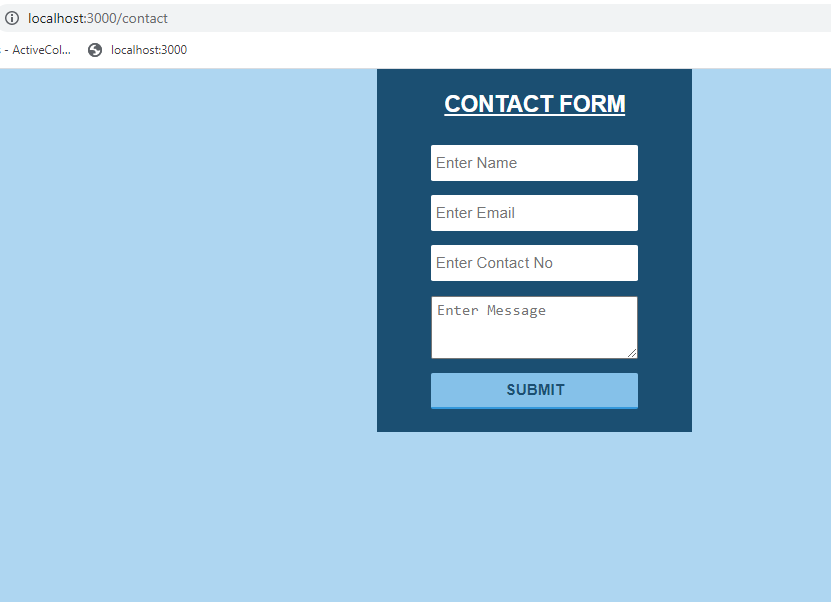 localhost:3000/contact
s - ActiveCol... localhost:3000
CONTACT FORM
Enter Name
Enter Email
Enter Contact No
Enter Message
SUBMIT